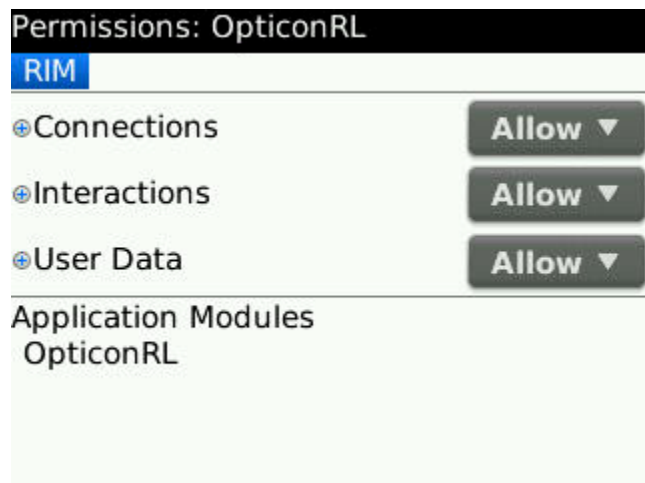 Permissions: OpticonRL
RIM
Connections Allow
Interactions Allow
User Data Allow
Application Modules
OpticonRL